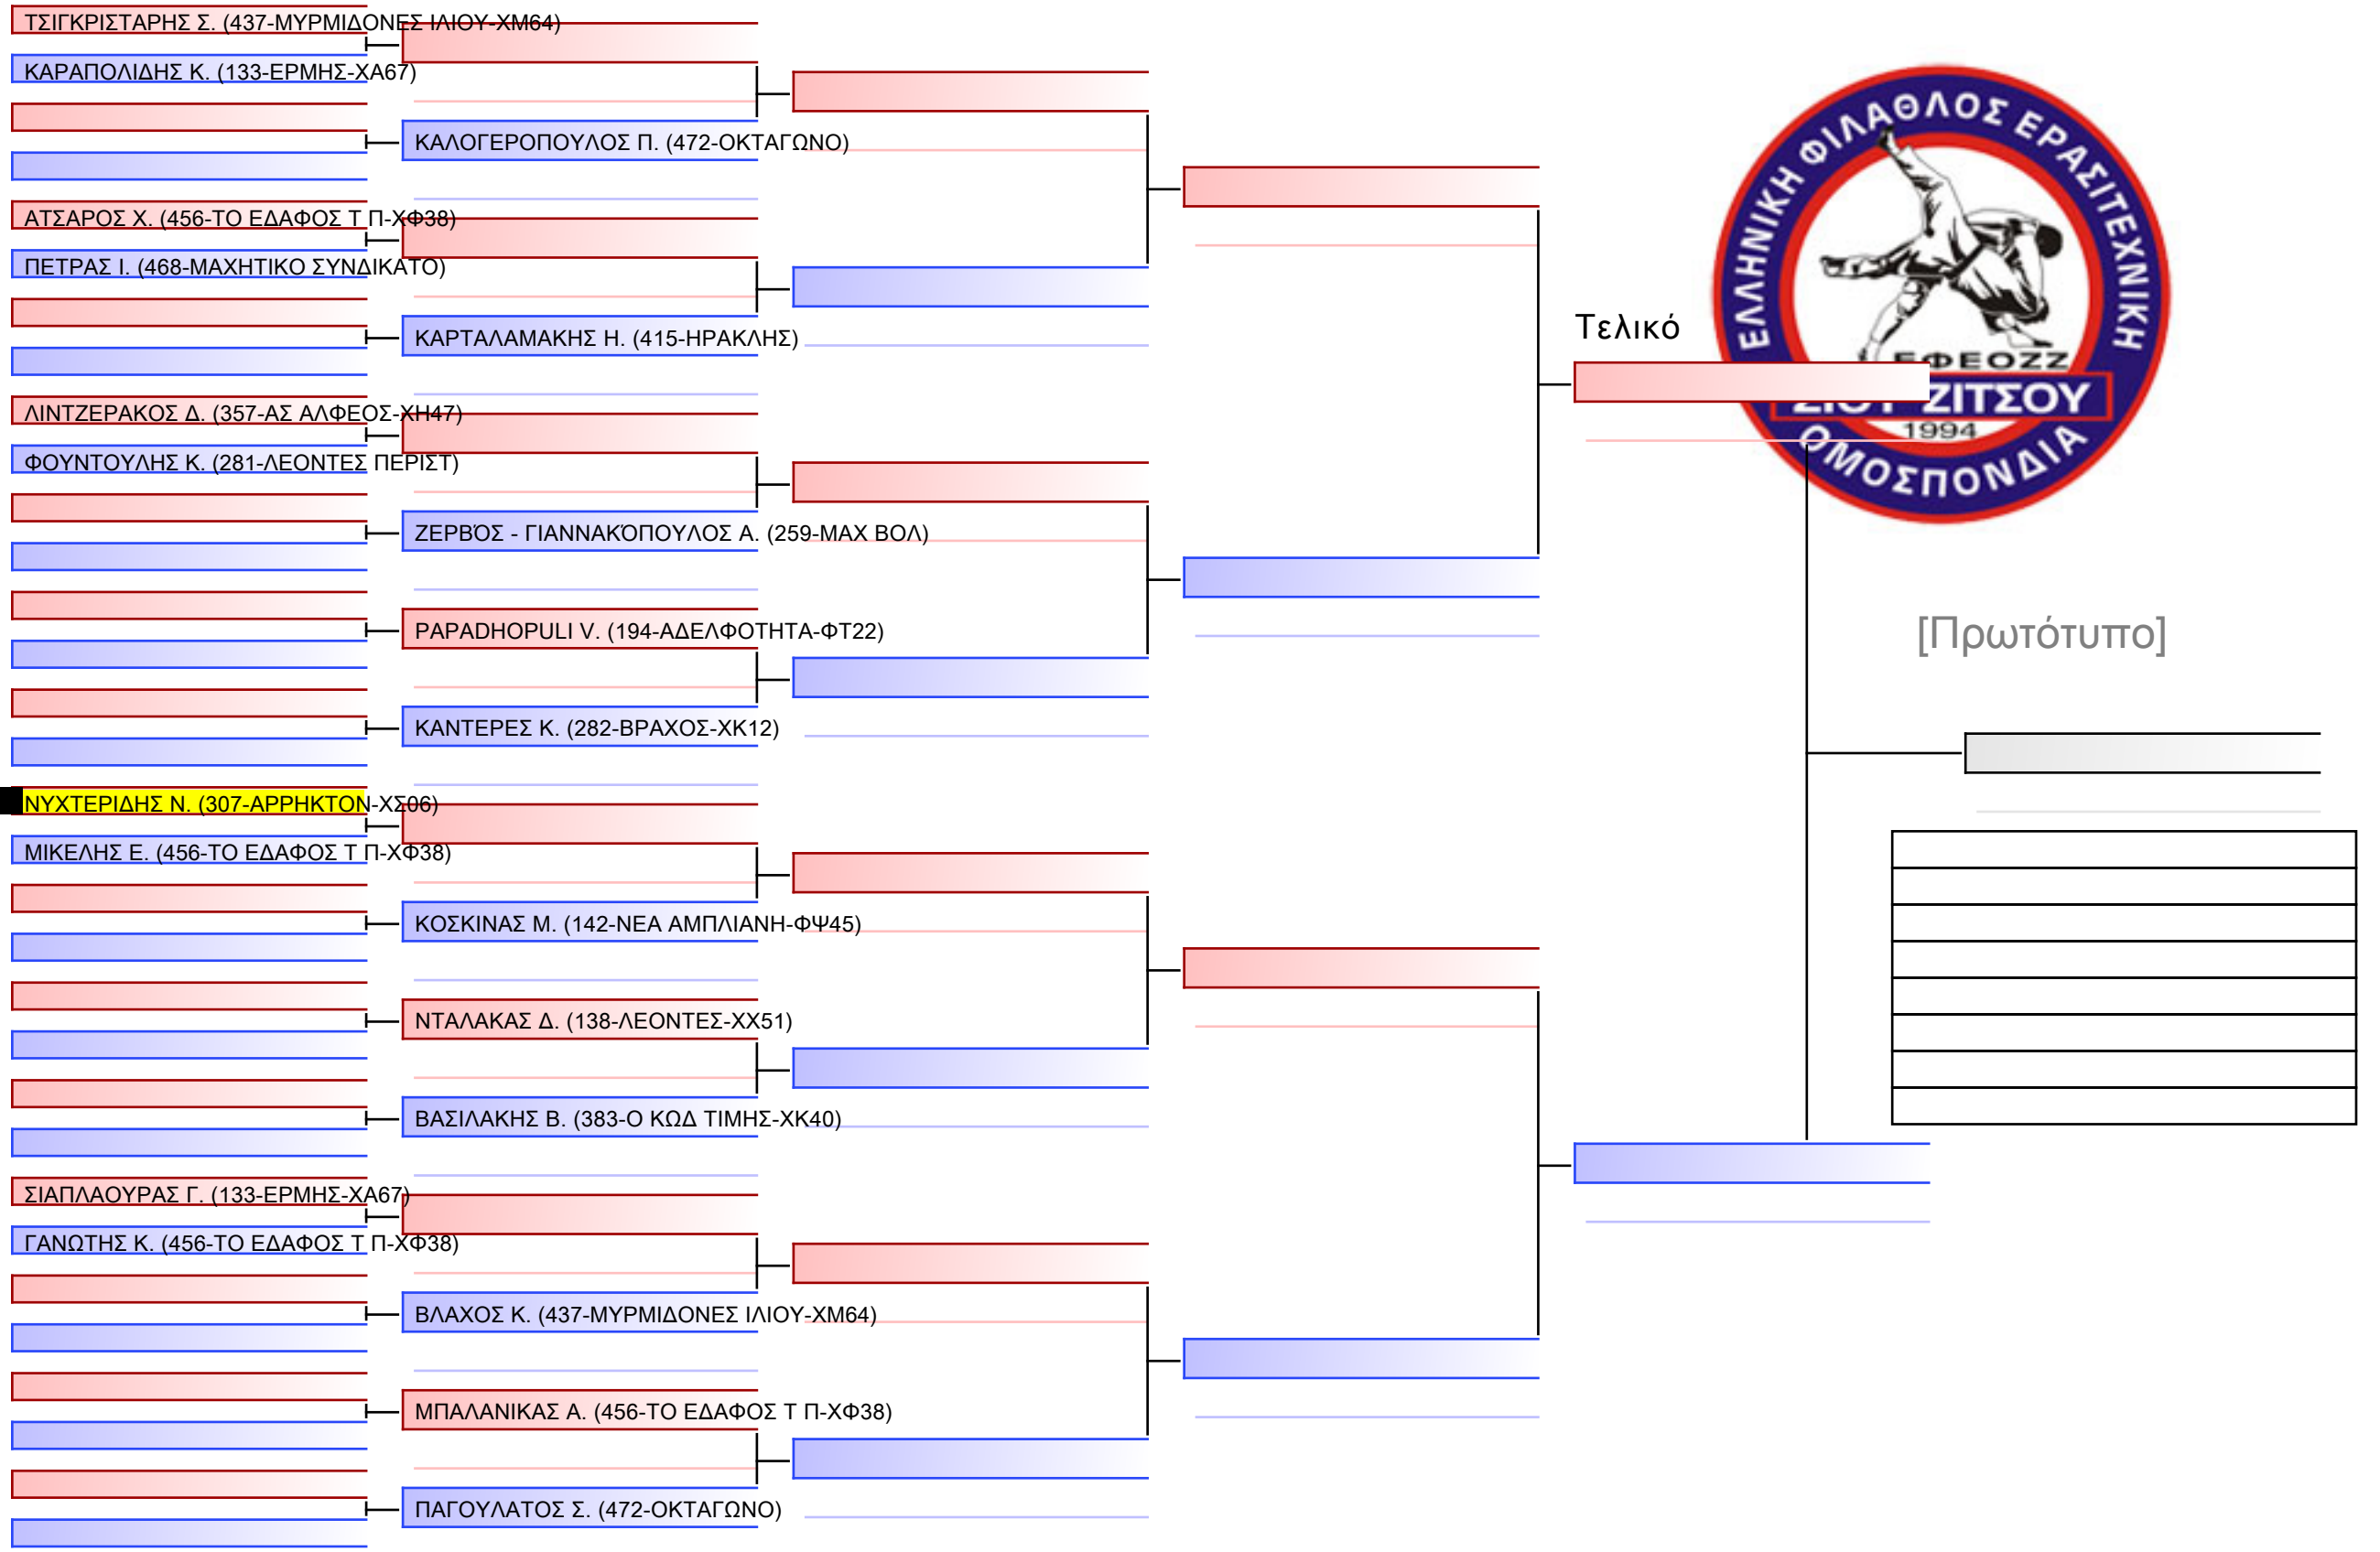 ΤΣΙΓΚΡΙΣΤΑΡΗΣ Σ. (437-ΜΥΡΜΙΔΟΝΕΣ ΙΛΙΟΥ-ΧΜ64)
ΚΑΡΑΠΟΛΙΔΗΣ Κ. (133-ΕΡΜΗΣ-ΧΑ67)
ΚΑΛΟΓΕΡΟΠΟΥΛΟΣ Π. (472-ΟΚΤΑΓΩΝΟ)
ΑΤΣΑΡΟΣ Χ. (456-ΤΟ ΕΔΑΦΟΣ Τ Π-ΧΦ38)
ΠΕΤΡΑΣ Ι. (468-ΜΑΧΗΤΙΚΟ ΣΥΝΔΙΚΑΤΟ)
ΚΑΡΤΑΛΑΜΑΚΗΣ Η. (415-ΗΡΑΚΛΗΣ)
ΛΙΝΤΖΕΡΑΚΟΣ Δ. (357-ΑΣ ΑΛΦΕΟΣ-ΧΗ47)
ΦΟΥΝΤΟΥΛΗΣ Κ. (281-ΛΕΟΝΤΕΣ ΠΕΡΙΣΤ)
ΖΕΡΒΌΣ - ΓΙΑΝΝΑΚΌΠΟΥΛΟΣ Α. (259-ΜΑΧ ΒΟΛ)
PAPADHOPULI V. (194-ΑΔΕΛΦΟΤΗΤΑ-ΦΤ22)
ΚΑΝΤΕΡΕΣ Κ. (282-ΒΡΑΧΟΣ-ΧΚ12)
ΝΥΧΤΕΡΙΔΗΣ Ν. (307-ΑΡΡΗΚΤΟΝ-ΧΣ06)
ΜΙΚΕΛΗΣ Ε. (456-ΤΟ ΕΔΑΦΟΣ Τ Π-ΧΦ38)
ΚΟΣΚΙΝΑΣ Μ. (142-ΝΕΑ ΑΜΠΛΙΑΝΗ-ΦΨ45)
ΝΤΑΛΑΚΑΣ Δ. (138-ΛΕΟΝΤΕΣ-ΧΧ51)
ΒΑΣΙΛΑΚΗΣ Β. (383-Ο ΚΩΔ ΤΙΜΗΣ-ΧΚ40)
ΣΙΑΠΛΑΟΥΡΑΣ Γ. (133-ΕΡΜΗΣ-ΧΑ67)
ΓΑΝΩΤΗΣ Κ. (456-ΤΟ ΕΔΑΦΟΣ Τ Π-ΧΦ38)
ΒΛΑΧΟΣ Κ. (437-ΜΥΡΜΙΔΟΝΕΣ ΙΛΙΟΥ-ΧΜ64)
ΜΠΑΛΑΝΙΚΑΣ Α. (456-ΤΟ ΕΔΑΦΟΣ Τ Π-ΧΦ38)
ΠΑΓΟΥΛΑΤΟΣ Σ. (472-ΟΚΤΑΓΩΝΟ)
Τελικό
ΕΛΛΗΝΙΚΗ ΦΙΛΑΘΛΟΣ ΕΡΑΣΙΤΕΧΝΙΚΗ
ΕΦΕΟΖΖ
ΖΙΟΥ ΖΙΤΣΟΥ
1994
ΟΜΟΣΠΟΝΔΙΑ
[Πρωτότυπο]